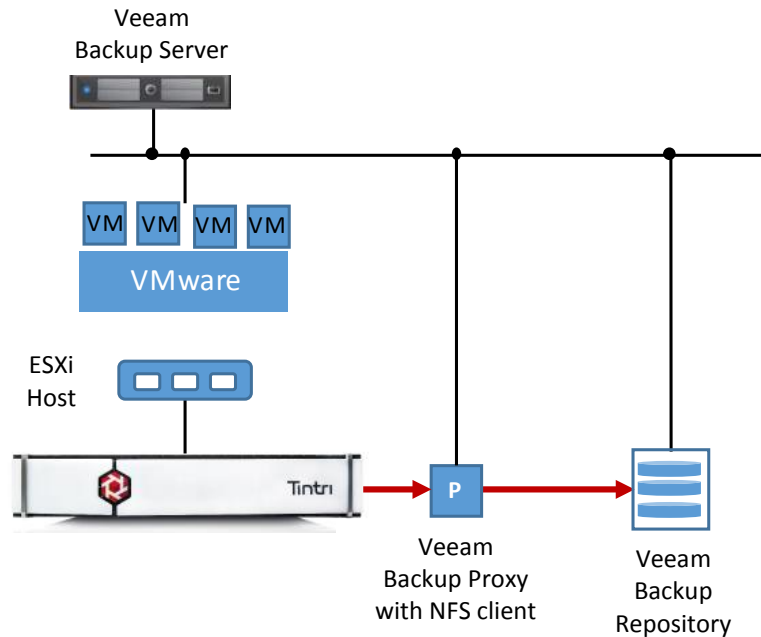 Veeam
Backup Server
VM VM VM VM
VMware
ESXi
Host
Tintri
P
Veeam
Backup Proxy
with NFS client
Veeam
Backup
Repository